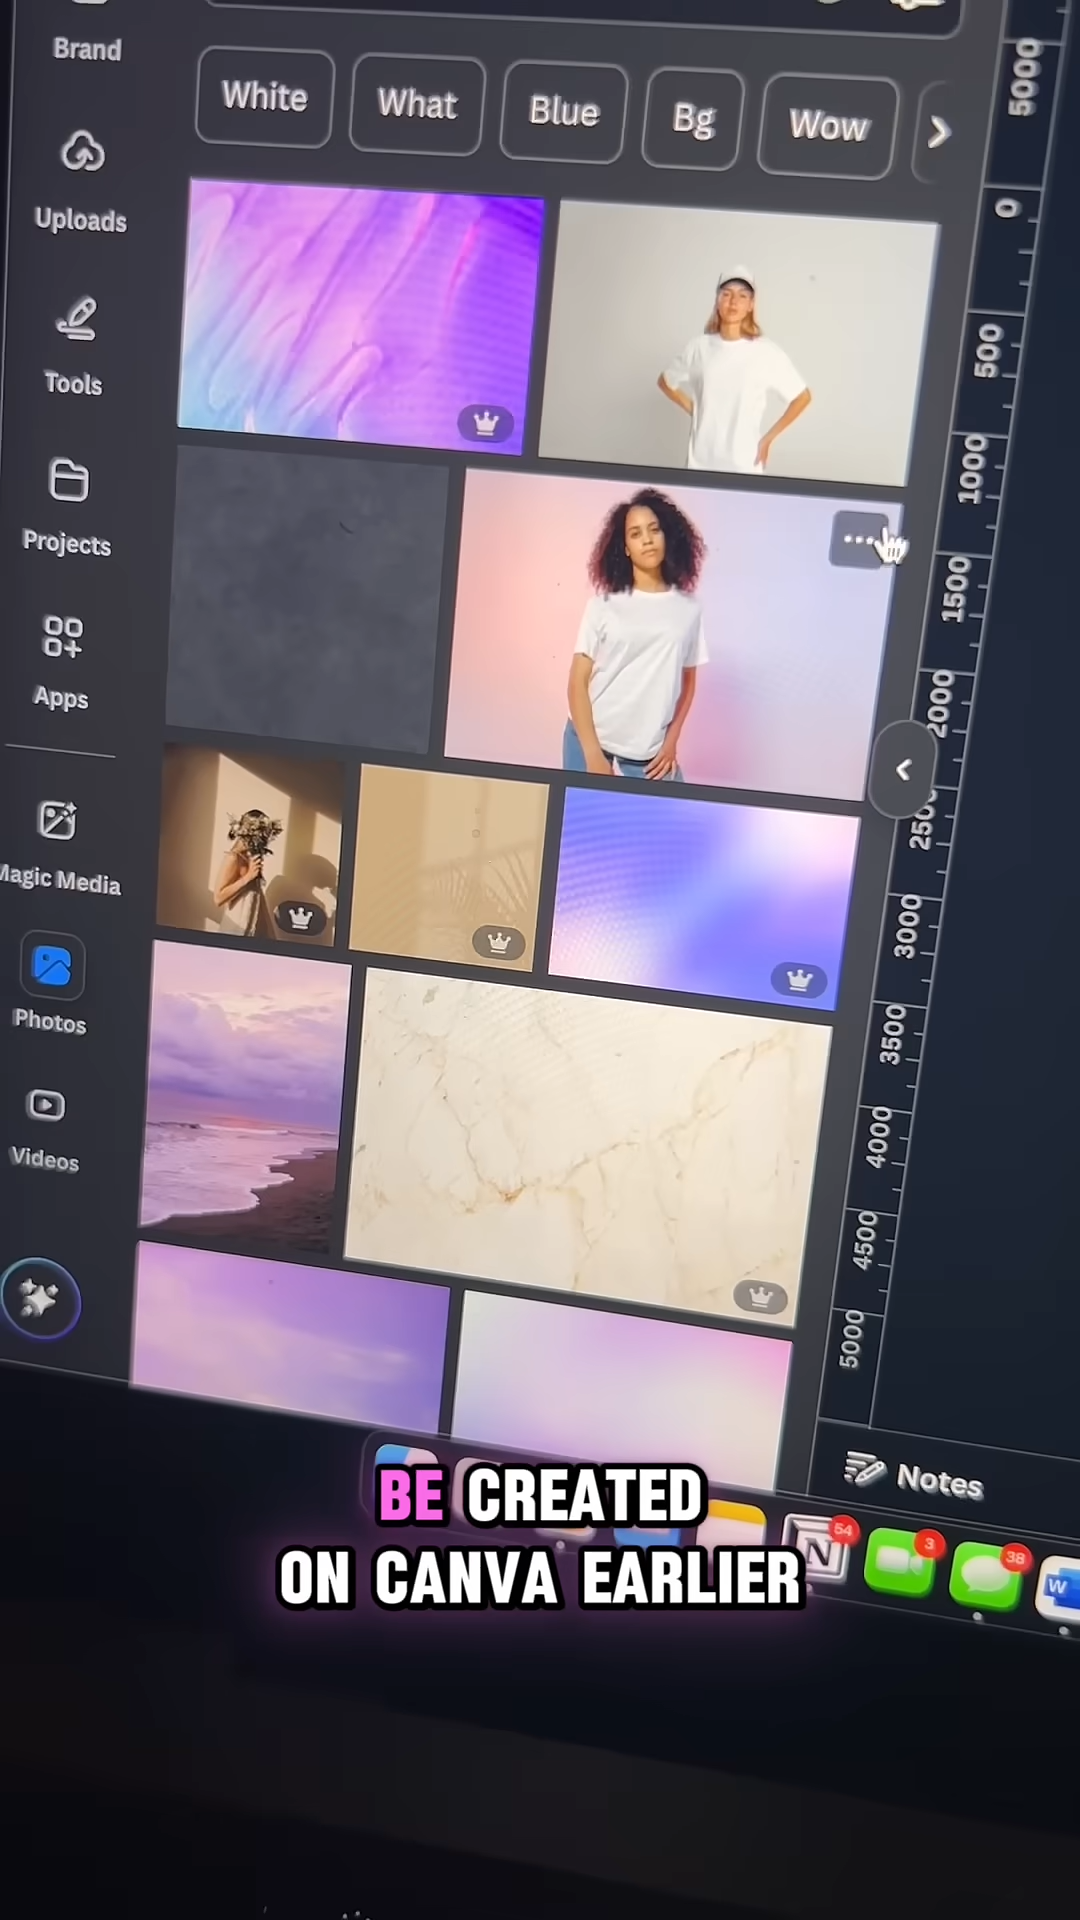 Brand
White
What
Blue
Bg
Wow
Uploads
Tools
Projects
Apps
Magic Media
Photos
Videos
5000
0
500
1000
1500
2000
250
3000
3500
4000
4500
5000
Notes
54
3
38
N
W
BE CREATED
ON CANVA EARLIER